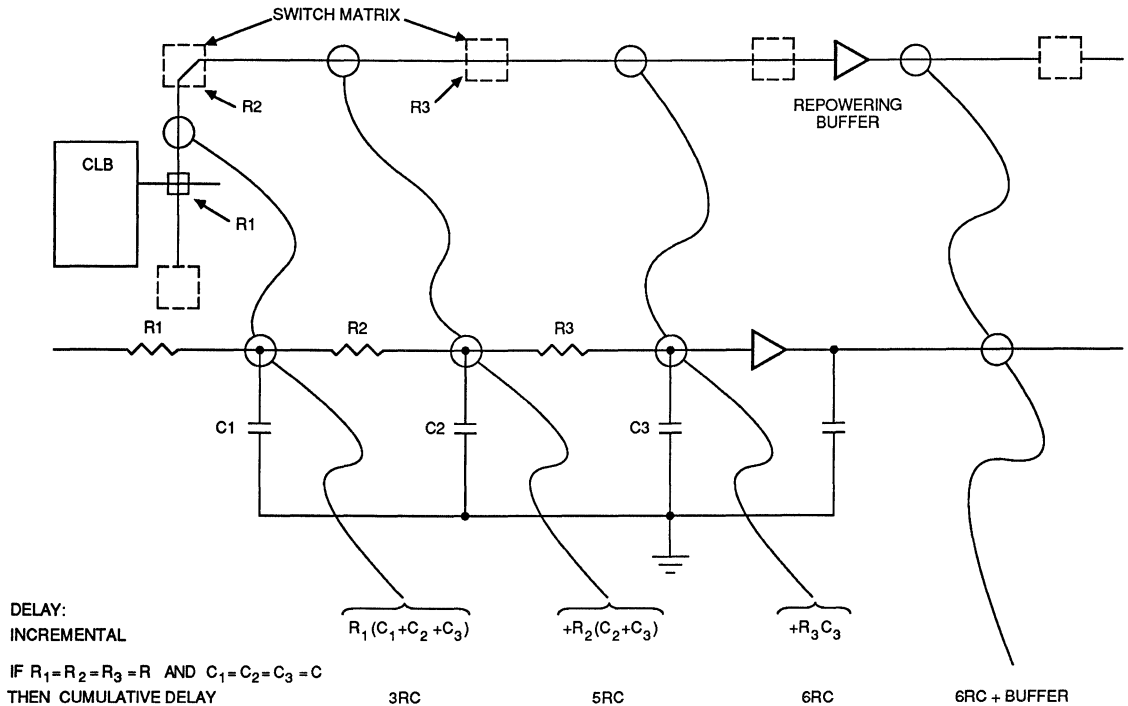 SWITCH MATRIX
R2
R3
REPOWERING
BUFFER
CLB
R1
R1
R2
R3
C1
C2
C3
DELAY:
INCREMENTAL
R₁(C₁+C₂+C₃)
+R₂(C₂+C₃)
+R₃C₃
IF R₁=R₂=R₃=R AND C₁=C₂=C₃=C
THEN CUMULATIVE DELAY
3RC
5RC
6RC
6RC + BUFFER